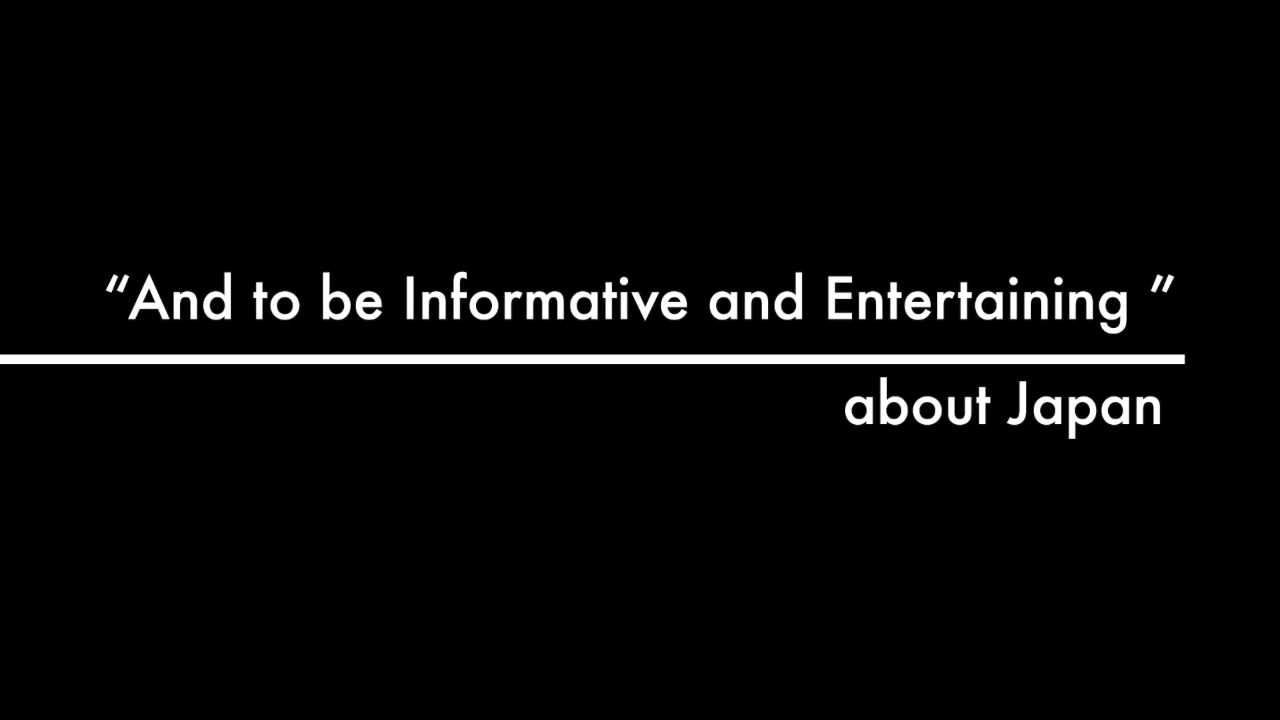 “And to be Informative and Entertaining ”
about Japan